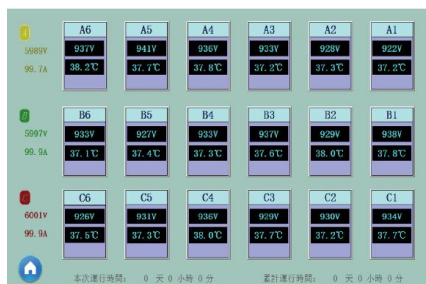 A
5989V
99.7A
A6 A5 A4 A3 A2 A1
937V 941V 936V 933V 928V 922V
38.2℃ 37.7℃ 37.8℃ 37.2℃ 37.3℃ 37.2℃
B
5997V
99.9A
B6 B5 B4 B3 B2 B1
933V 927V 933V 937V 929V 938V
37.1℃ 37.4℃ 37.3℃ 37.6℃ 38.0℃ 37.8℃
C
6001V
99.9A
C6 C5 C4 C3 C2 C1
926V 931V 936V 929V 930V 934V
37.5℃ 37.3℃ 38.0℃ 37.7℃ 37.2℃ 37.7℃
本次運行時間: 0 天 0 小時 0 分 累計運行時間: 0 天 0 小時 0 分